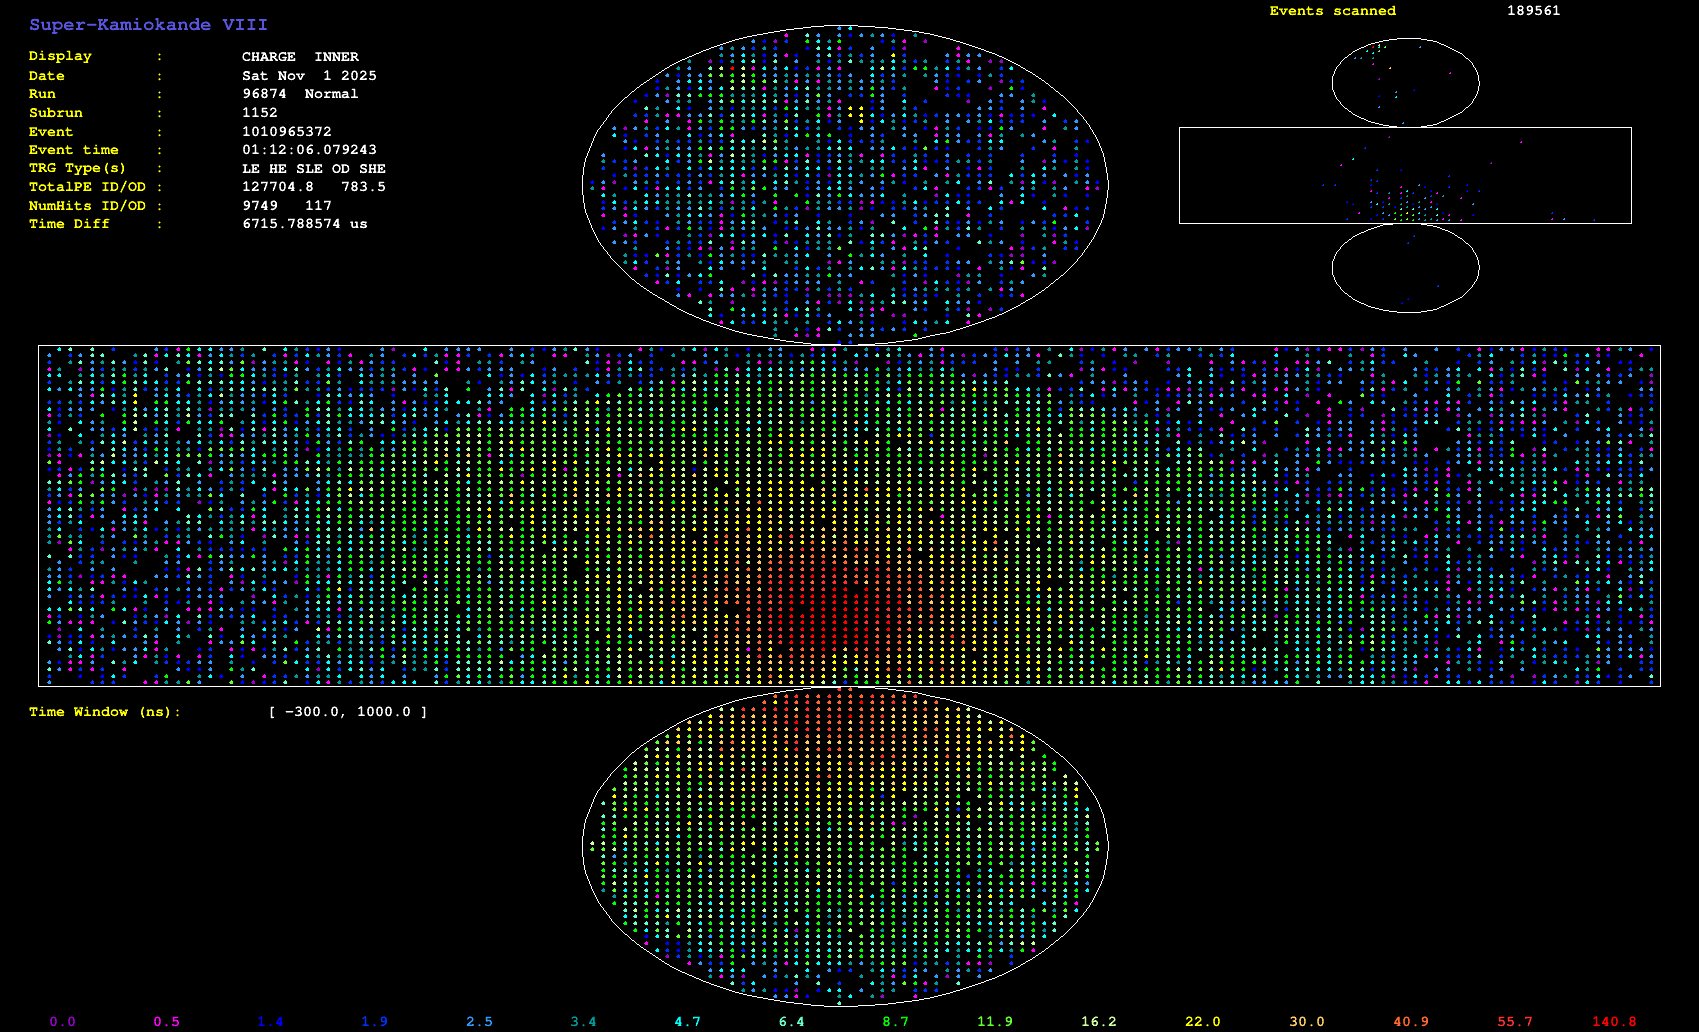 Super-Kamiokande VIII
Events scanned 189561
Display : CHARGE INNER
Date : Sat Nov 1 2025
Run : 96874 Normal
Subrun : 1152
Event : 1010965372
Event time : 01:12:06.079243
TRG Type(s) : LE HE SLE OD SHE
TotalPE ID/OD : 127704.8 783.5
NumHits ID/OD : 9749 117
Time Diff : 6715.788574 us
Time Window (ns): [ -300.0, 1000.0 ]
0.0 0.5 1.4 1.9 2.5 3.4 4.7 6.4 8.7 11.9 16.2 22.0 30.0 40.9 55.7 140.8